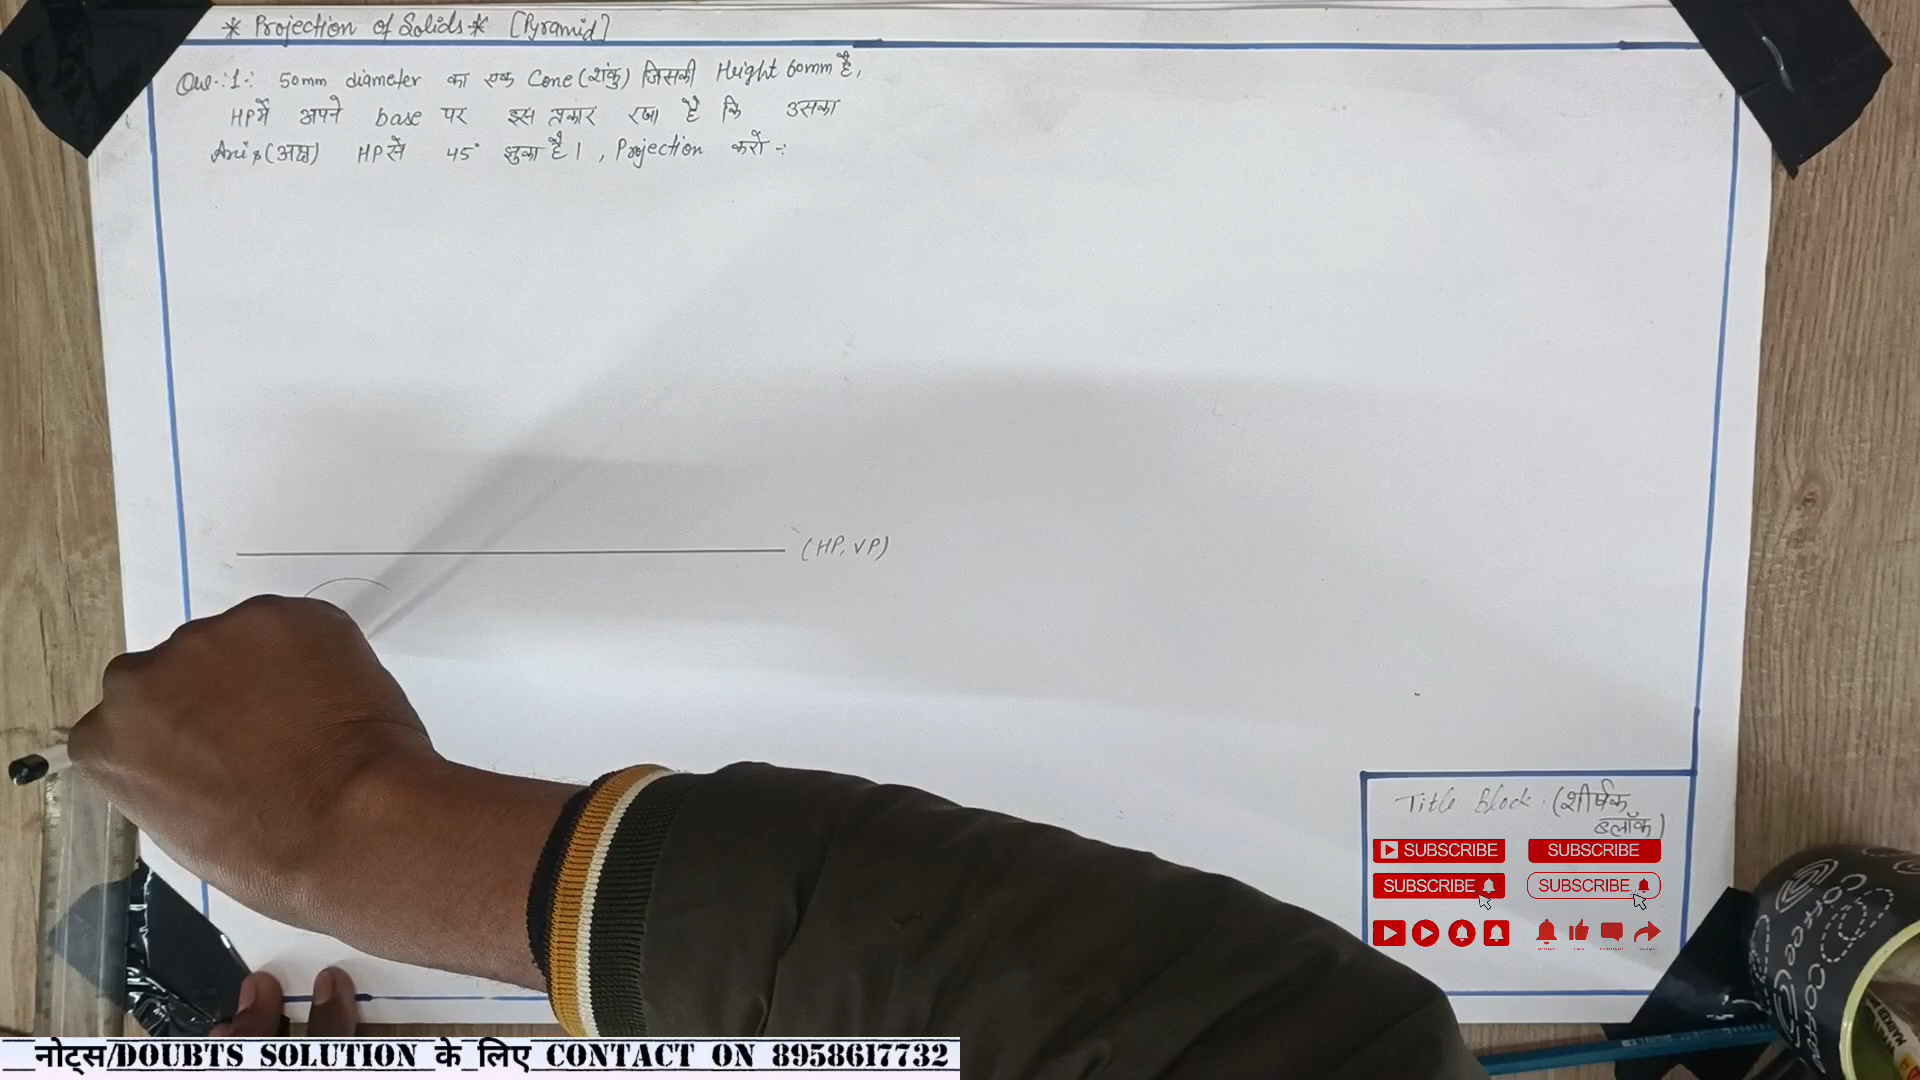 * Projection of Solids * [Pyramid]
Que:-1:- 50mm diameter का एक Cone (शंकु) जिसकी Height 60mm है,
HP में अपने base पर इस प्रकार रखा है कि उसका
Axis (अक्ष) HP से 45° झुका है। , Projection करो -:
(HP, VP)
Title Block. (शीर्षक
ब्लॉक)
SUBSCRIBE SUBSCRIBE
SUBSCRIBE SUBSCRIBE
नोट्स/DOUBTS SOLUTION के लिए CONTACT ON 8958617732